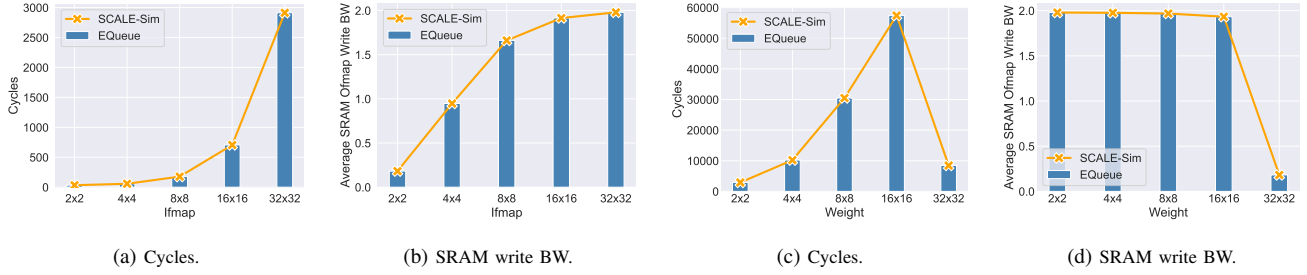 3000
2500
2000
1500
1000
500
0
Cycles
SCALE-Sim
EQueue
2x2 4x4 8x8 16x16 32x32
Ifmap
(a) Cycles.
2.0
1.5
1.0
0.5
0.0
Average SRAM Ofmap Write BW
SCALE-Sim
EQueue
2x2 4x4 8x8 16x16 32x32
Ifmap
(b) SRAM write BW.
60000
50000
40000
30000
20000
10000
0
Cycles
SCALE-Sim
EQueue
2x2 4x4 8x8 16x16 32x32
Weight
(c) Cycles.
2.0
1.5
1.0
0.5
0.0
Average SRAM Ofmap Write BW
SCALE-Sim
EQueue
2x2 4x4 8x8 16x16 32x32
Weight
(d) SRAM write BW.